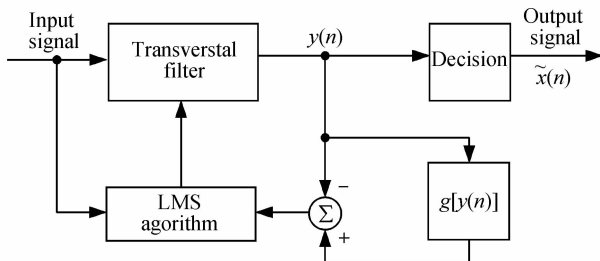 Input
signal
Transverstal
filter
y(n)
Decision
Output
signal
x̃(n)
LMS
agorithm
−
Σ
+
g[y(n)]